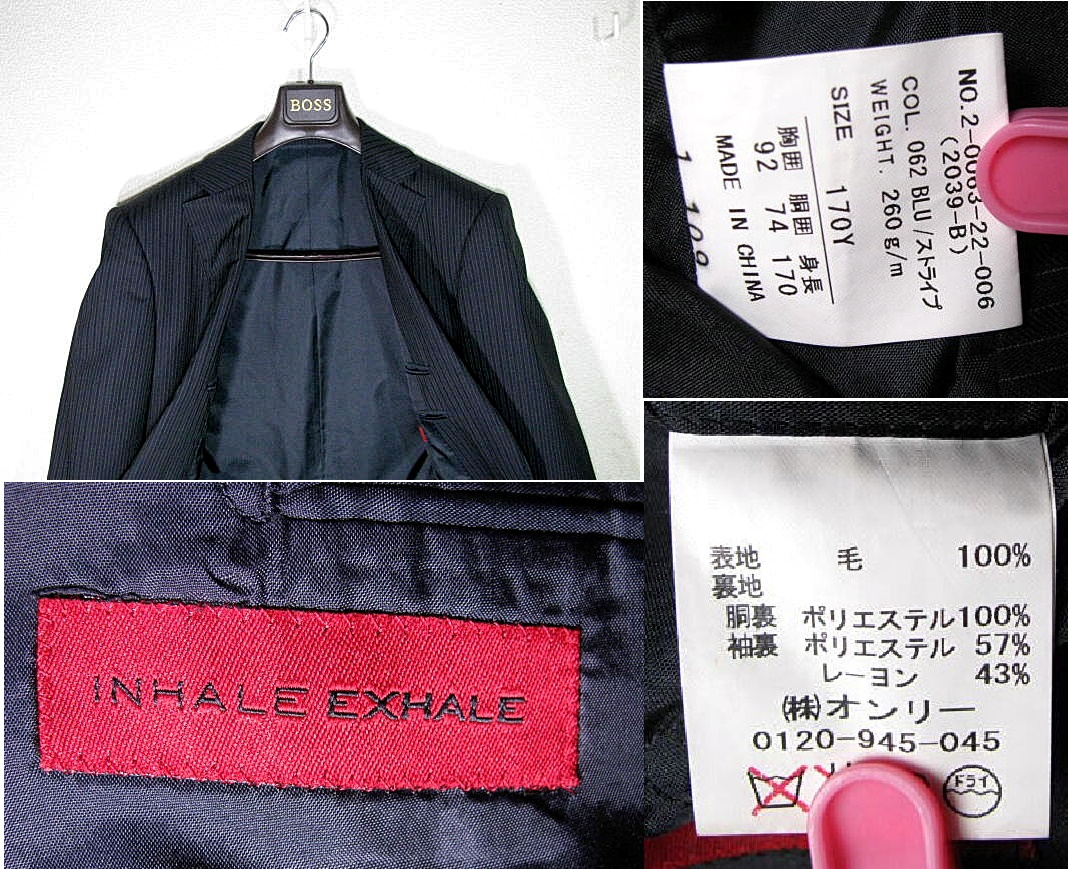 BOSS
NO.2-0063-22-006
(2039-B)
COL. 062 BLU/ストライプ
WEIGHT. 260g/m
SIZE 170Y
胸囲 胴囲 身長
92 74 170
MADE IN CHINA
INHALE EXHALE
表地 毛 100%
裏地
胴裏 ポリエステル100%
袖裏 ポリエステル 57%
レーヨン 43%
㈱オンリー
0120-945-045
ドライ